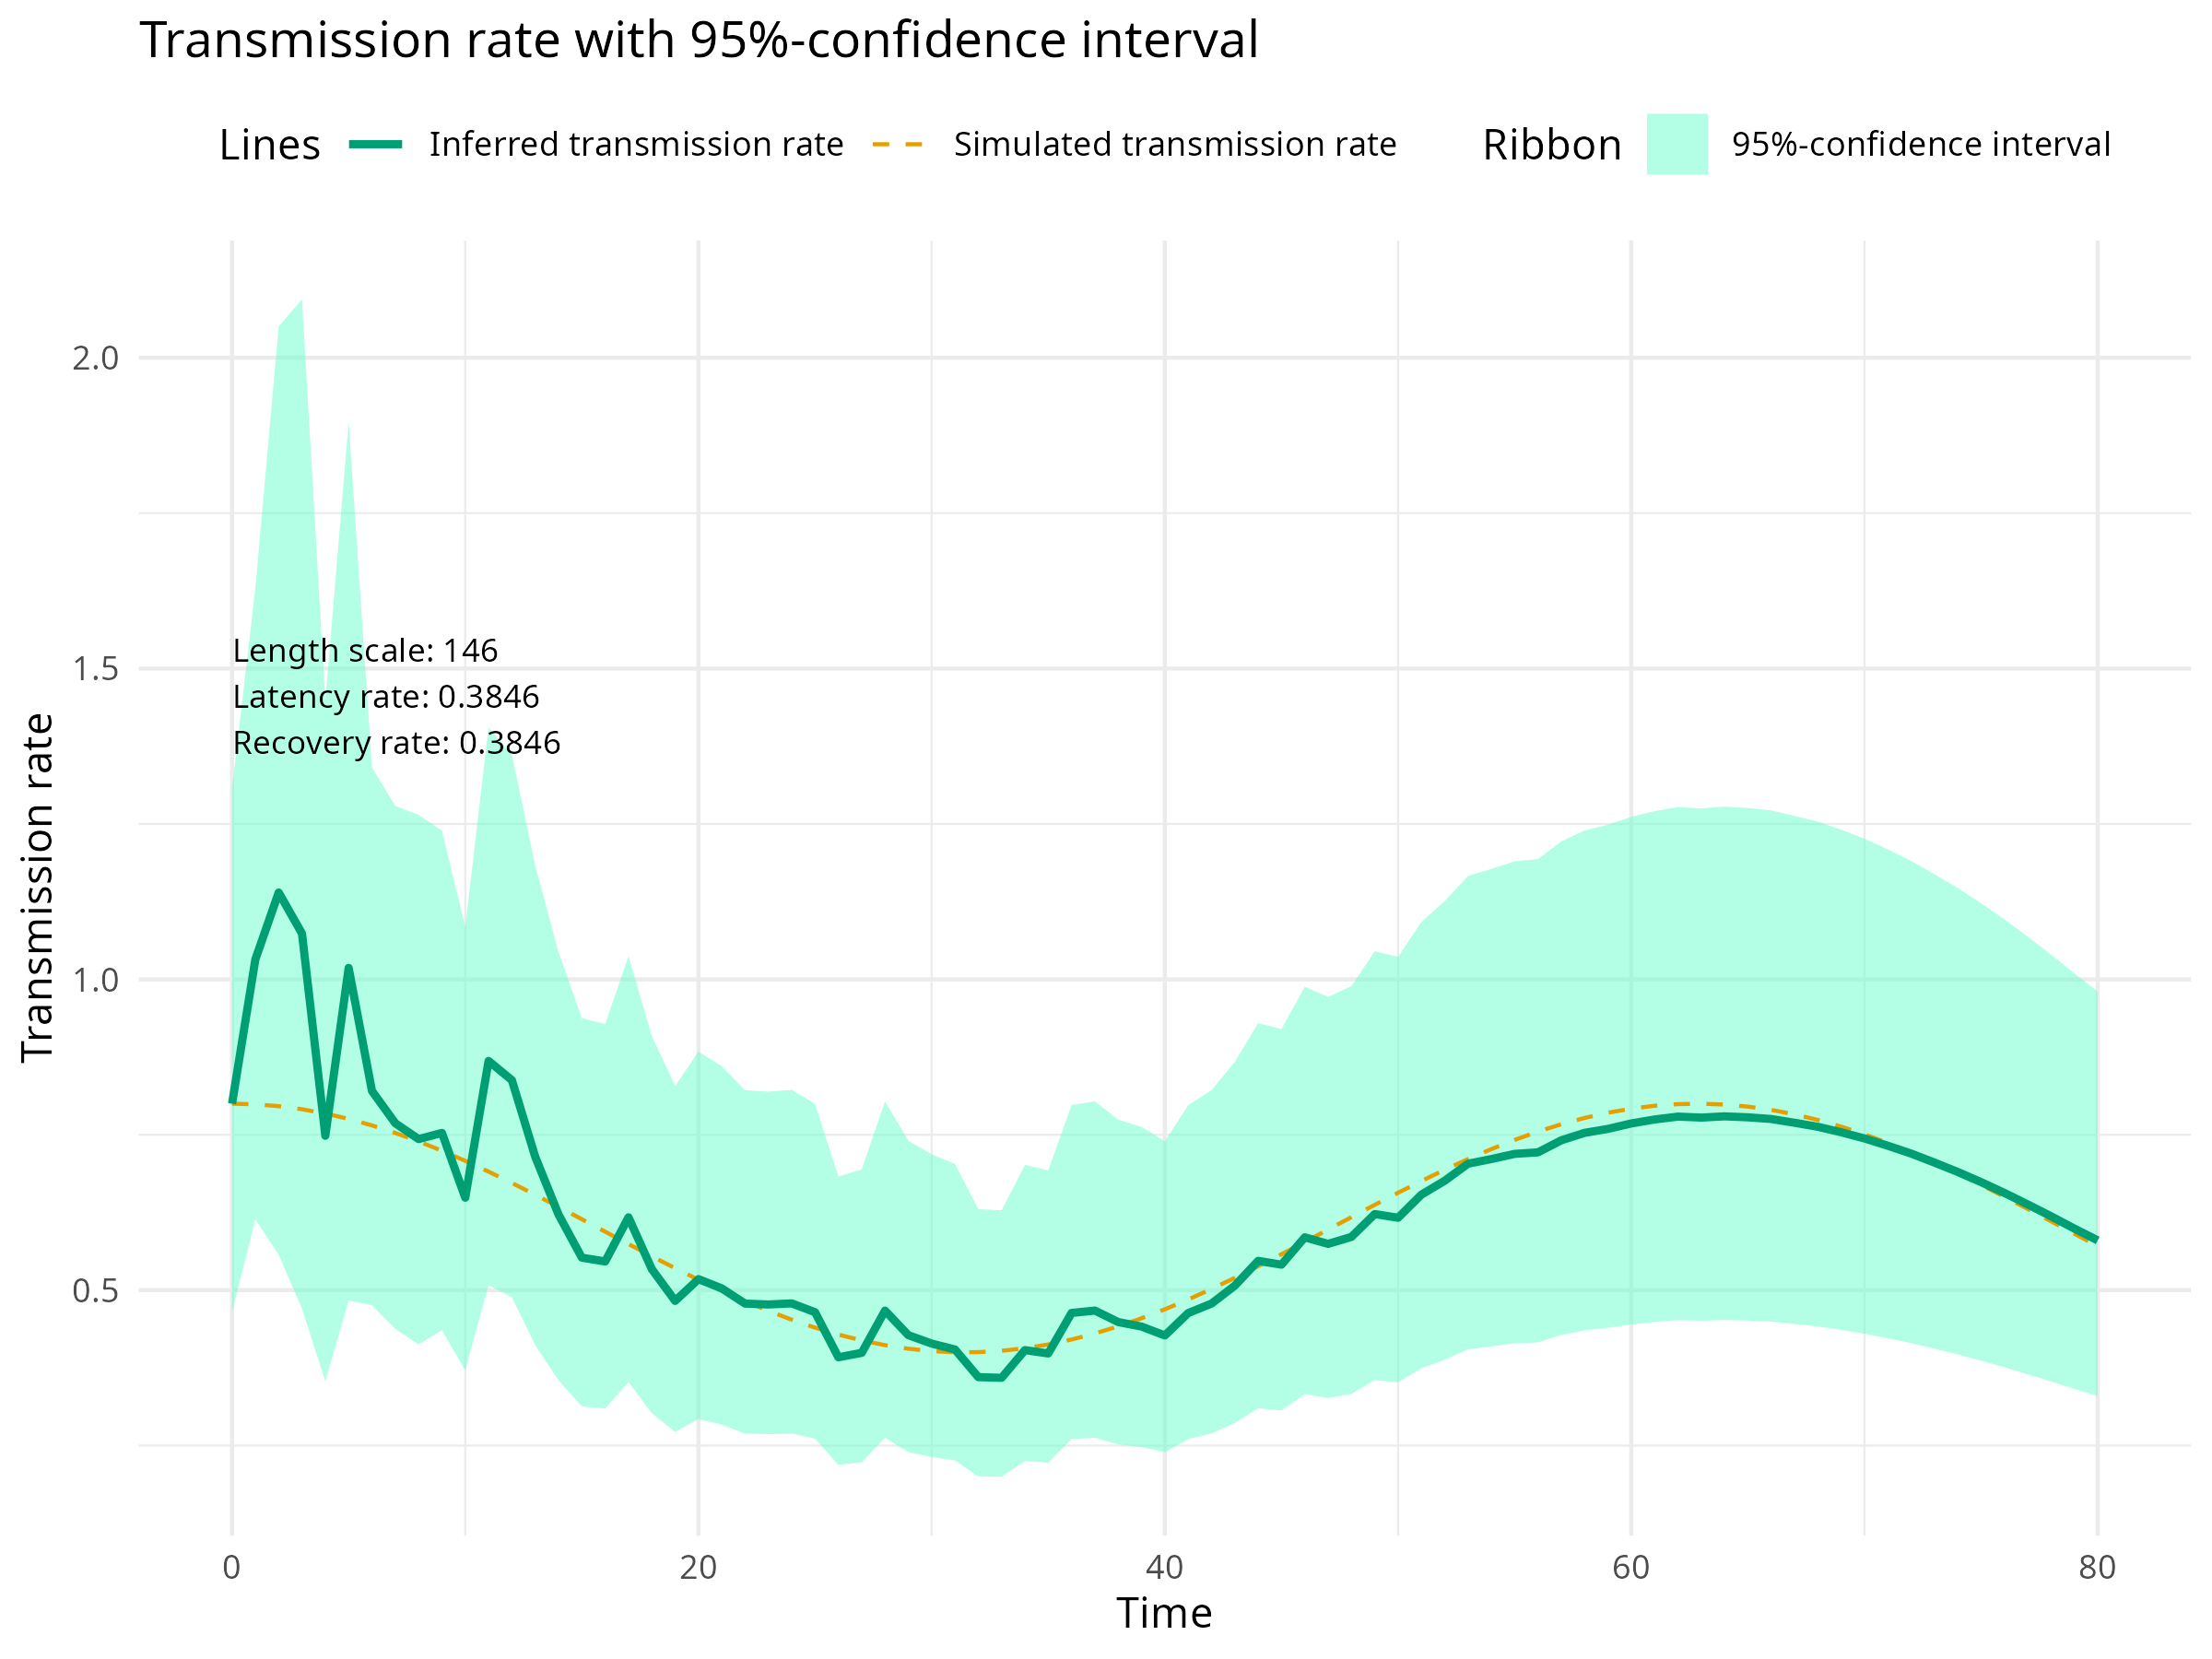 Transmission rate with 95%-confidence interval
Lines Inferred transmission rate Simulated transmission rate Ribbon 95%-confidence interval
2.0
1.5
1.0
0.5
Length scale: 146
Latency rate: 0.3846
Recovery rate: 0.3846
Transmission rate
0 20 40 60 80
Time